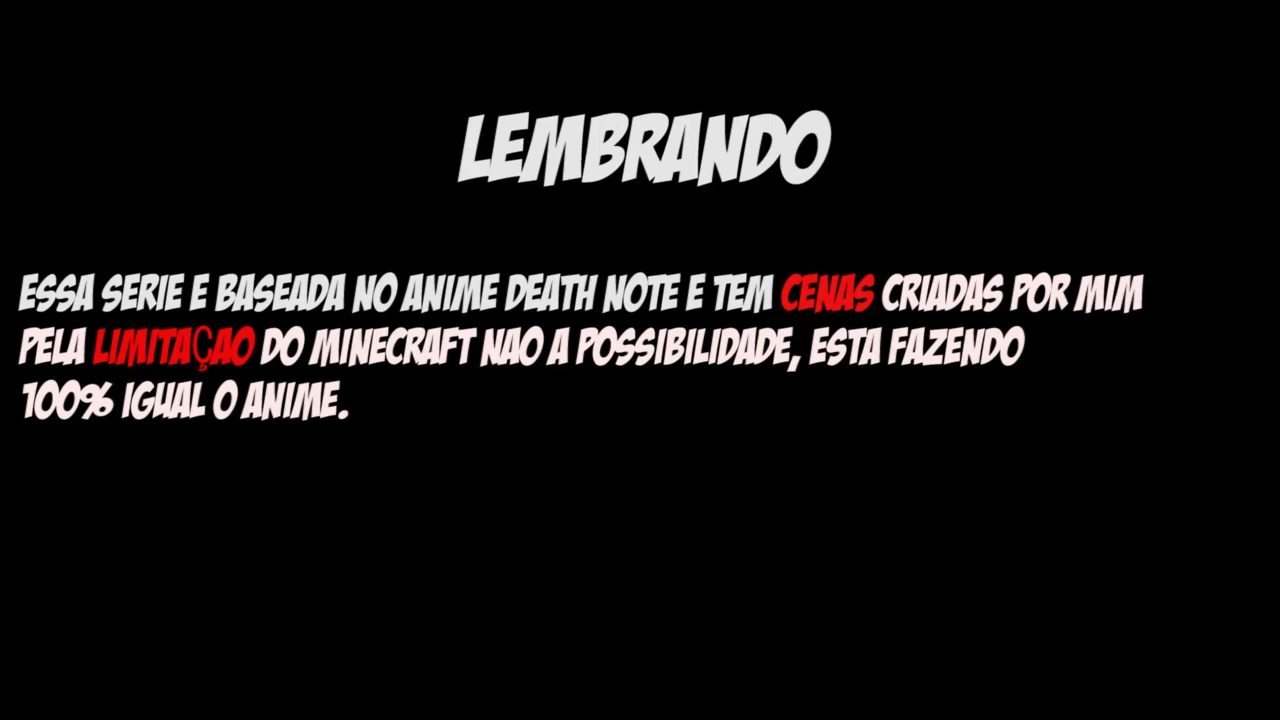 LEMBRANDO
ESSA SERIE E BASEADA NO ANIME DEATH NOTE E TEM CENAS CRIADAS POR MIM
PELA LIMITAÇAO DO MINECRAFT NAO A POSSIBILIDADE, ESTA FAZENDO
100% IGUAL O ANIME.